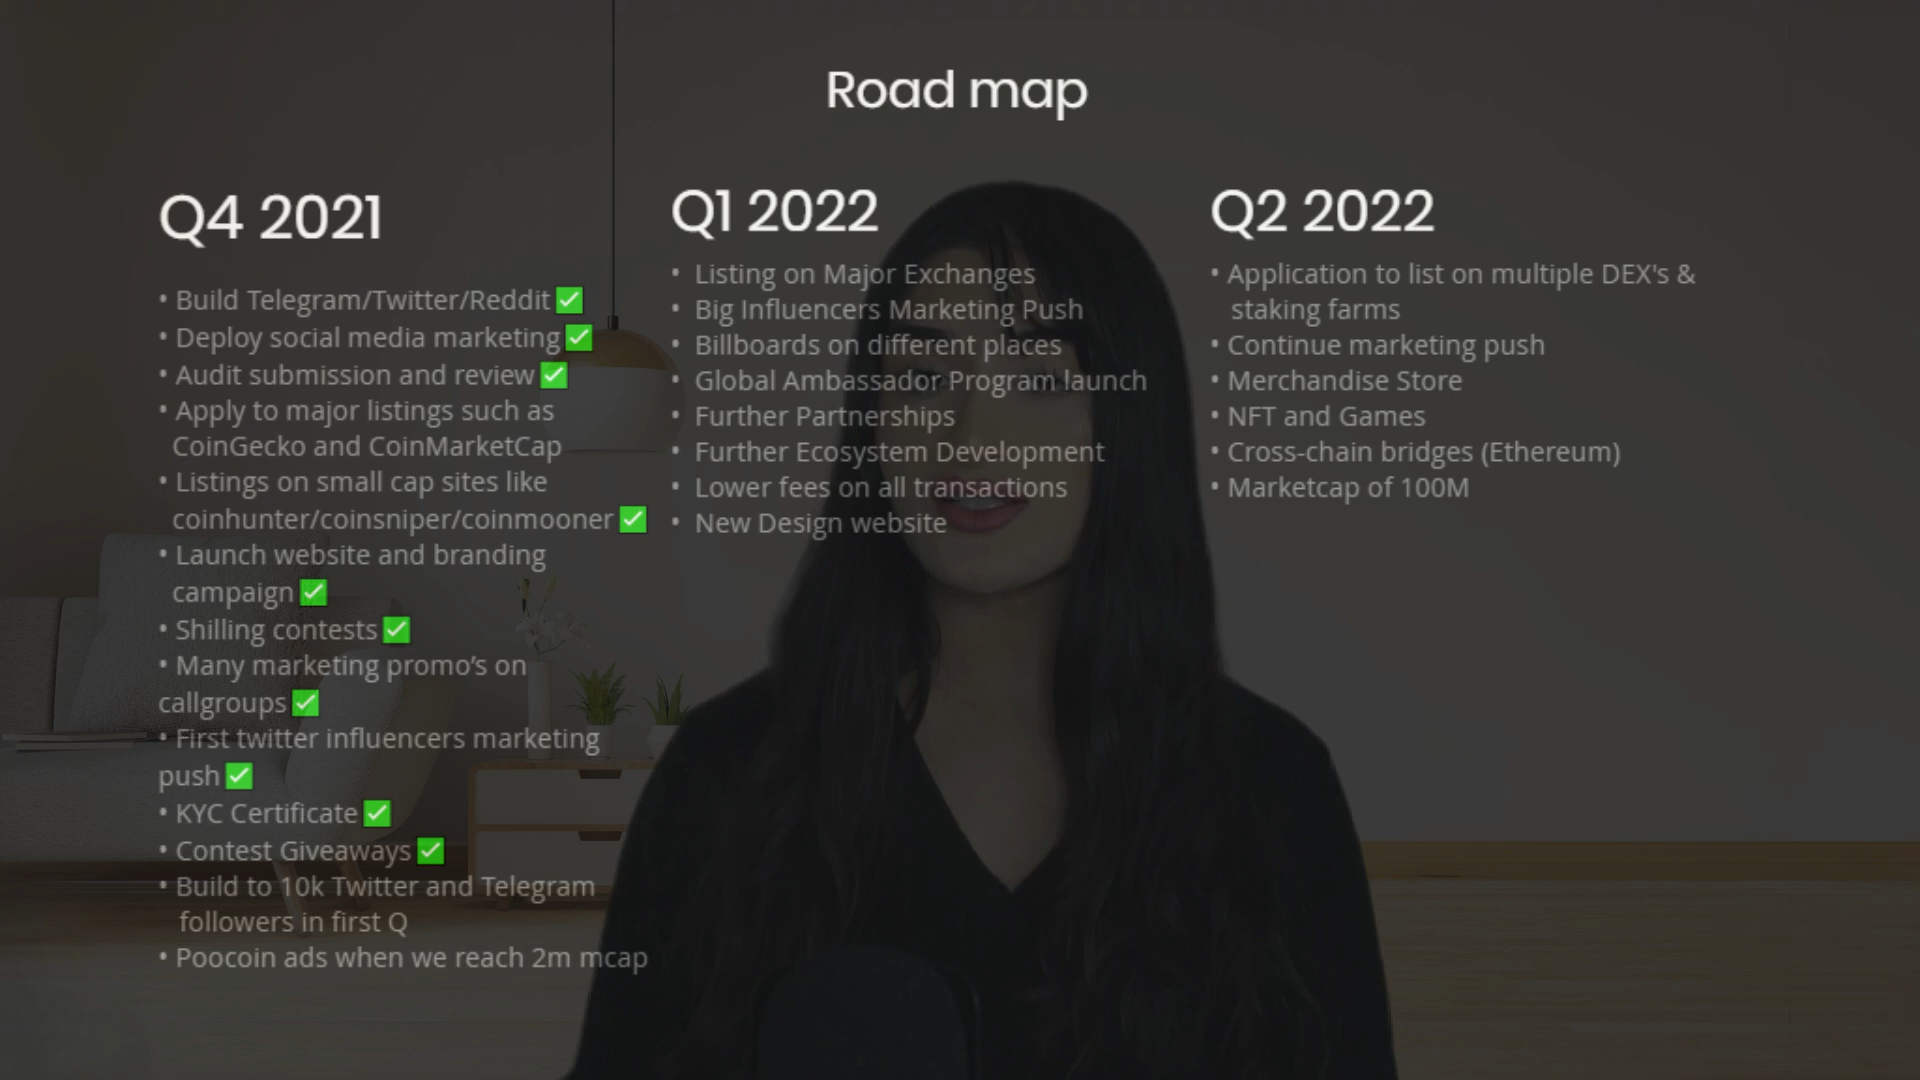 Road map
Q4 2021
• Build Telegram/Twitter/Reddit ✅
• Deploy social media marketing ✅
• Audit submission and review ✅
• Apply to major listings such as
CoinGecko and CoinMarketCap
• Listings on small cap sites like
coinhunter/coinsniper/coinmooner ✅
• Launch website and branding
campaign ✅
• Shilling contests ✅
• Many marketing promo’s on
callgroups ✅
• First twitter influencers marketing
push ✅
• KYC Certificate ✅
• Contest Giveaways ✅
• Build to 10k Twitter and Telegram
followers in first Q
• Poocoin ads when we reach 2m mcap
Q1 2022
• Listing on Major Exchanges
• Big Influencers Marketing Push
• Billboards on different places
• Global Ambassador Program launch
• Further Partnerships
• Further Ecosystem Development
• Lower fees on all transactions
• New Design website
Q2 2022
• Application to list on multiple DEX's &
staking farms
• Continue marketing push
• Merchandise Store
• NFT and Games
• Cross-chain bridges (Ethereum)
• Marketcap of 100M